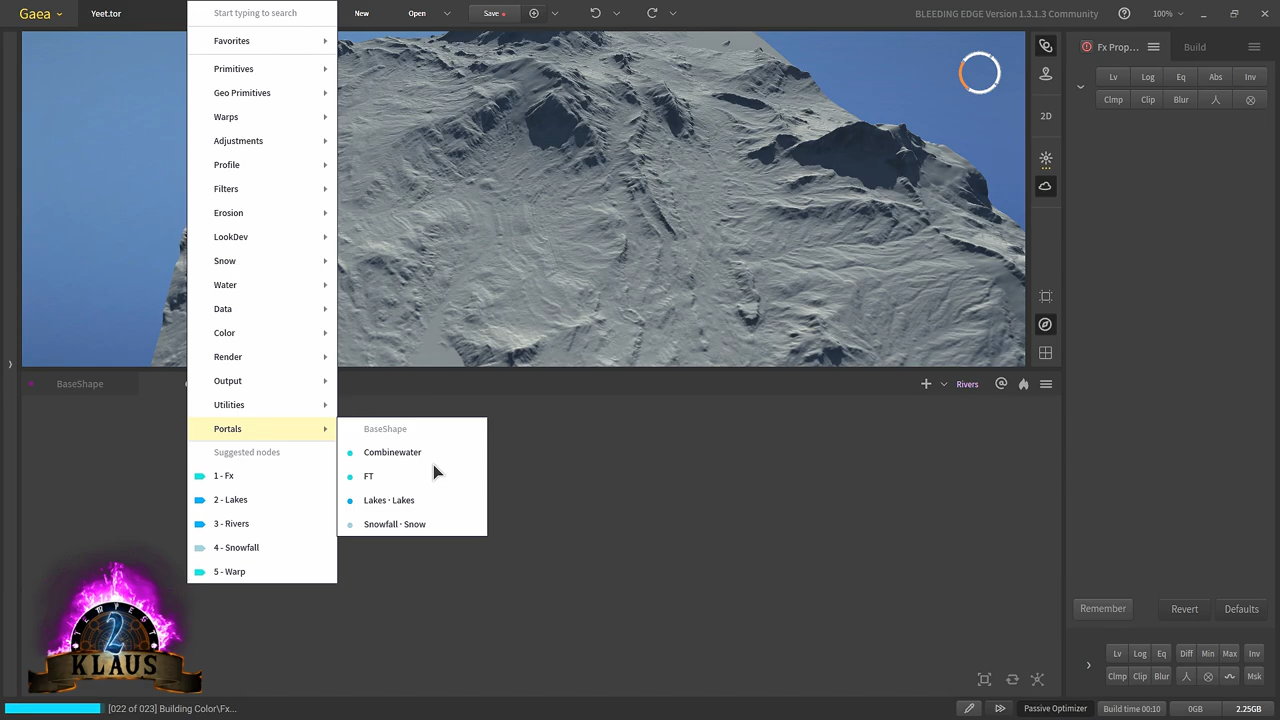 Gaea
Yeet.tor
Start typing to search
New
Open
Save
BLEEDING EDGE Version 1.3.1.3 Community
100%
Favorites
Primitives
Geo Primitives
Warps
Adjustments
Profile
Filters
Erosion
LookDev
Snow
Water
Data
Color
Render
Output
Utilities
Portals
Suggested nodes
1 - Fx
2 - Lakes
3 - Rivers
4 - Snowfall
5 - Warp
BaseShape
Combinewater
FT
Lakes · Lakes
Snowfall · Snow
2D
Fx Prop...
Build
Lv Log Eq Abs Inv
Clmp Clip Blur
BaseShape
Rivers
Remember Revert Defaults
Lv Log Eq Diff Min Max Inv
Clmp Clip Blur Msk
TEMPEST
2
KLAUS
[022 of 023] Building Color\Fx...
Passive Optimizer
Build time 00:10
0GB
2.25GB